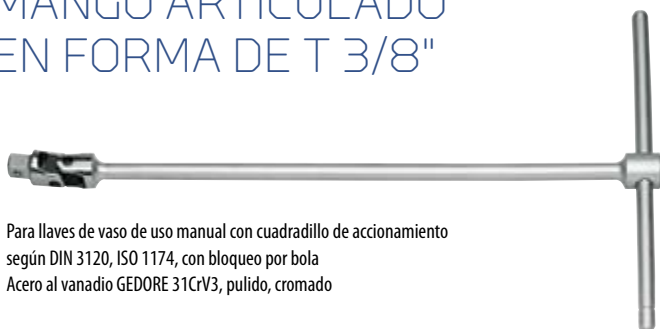 MANGO ARTICULADO
EN FORMA DE T 3/8"
Para llaves de vaso de uso manual con cuadradillo de accionamiento
según DIN 3120, ISO 1174, con bloqueo por bola
Acero al vanadio GEDORE 31CrV3, pulido, cromado